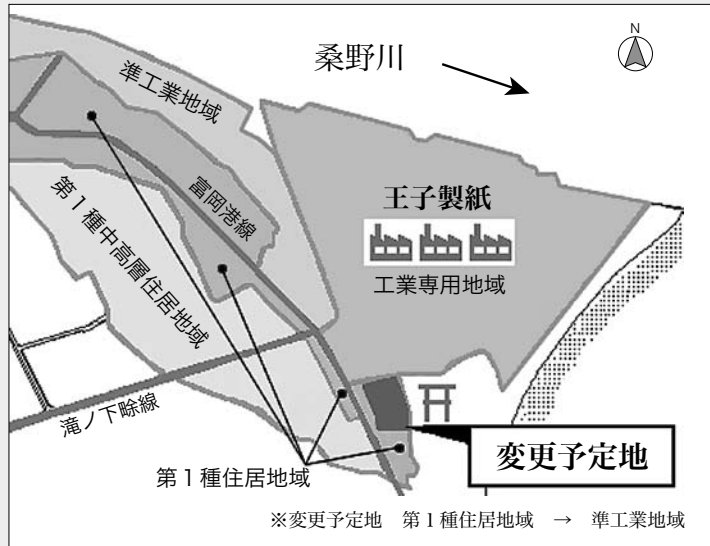 N
桑野川
準工業地域
富岡港線
王子製紙
工業専用地域
第1種中高層住居地域
滝ノ下畭線
変更予定地
第1種住居地域
※変更予定地　第1種住居地域　→　準工業地域